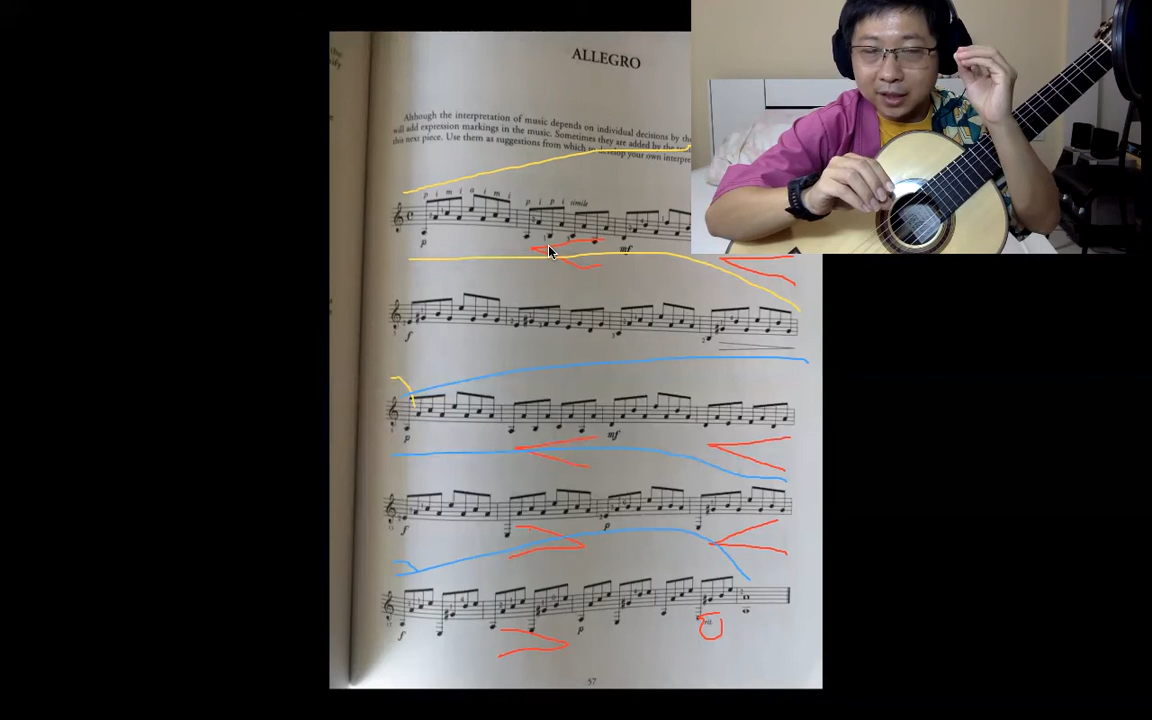 ALLEGRO
Although the interpretation of music depends on individual decisions by the
will add expression markings in the music. Sometimes they are added by the
this next piece. Use them as suggestions from which to develop your own interpre
p i m i a i m i
p i p i simile
p
mf
f
p
mf
f
p
f
p
rit.
57